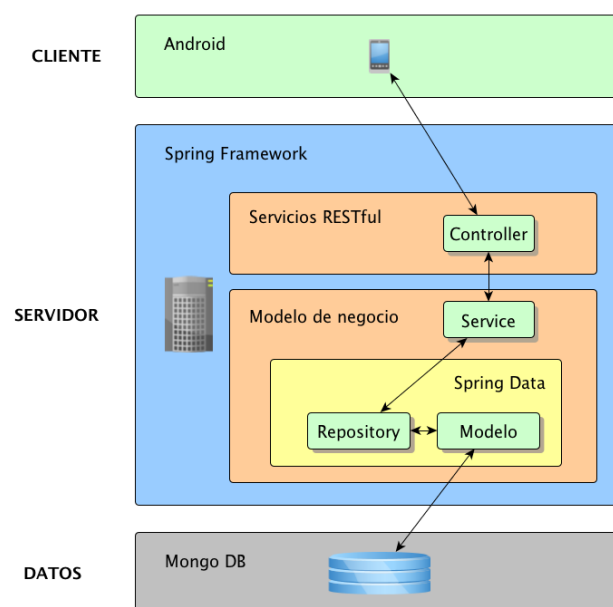 CLIENTE
Android
Spring Framework
Servicios RESTful
Controller
SERVIDOR
Modelo de negocio
Service
Spring Data
Repository
Modelo
DATOS
Mongo DB